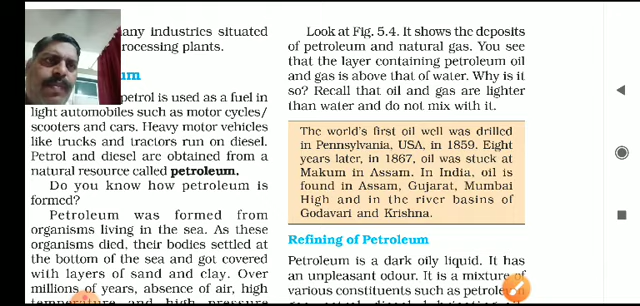 any industries situated
rocessing plants.
um
petrol is used as a fuel in
light automobiles such as motor cycles/
scooters and cars. Heavy motor vehicles
like trucks and tractors run on diesel.
Petrol and diesel are obtained from a
natural resource called petroleum.
Do you know how petroleum is
formed?
Petroleum was formed from
organisms living in the sea. As these
organisms died, their bodies settled at
the bottom of the sea and got covered
with layers of sand and clay. Over
millions of years, absence of air, high
temperature and high pressure
Look at Fig. 5.4. It shows the deposits
of petroleum and natural gas. You see
that the layer containing petroleum oil
and gas is above that of water. Why is it
so? Recall that oil and gas are lighter
than water and do not mix with it.
The world's first oil well was drilled
in Pennsylvania, USA, in 1859. Eight
years later, in 1867, oil was stuck at
Makum in Assam. In India, oil is
found in Assam, Gujarat, Mumbai
High and in the river basins of
Godavari and Krishna.
Refining of Petroleum
Petroleum is a dark oily liquid. It has
an unpleasant odour. It is a mixture of
various constituents such as petroleum